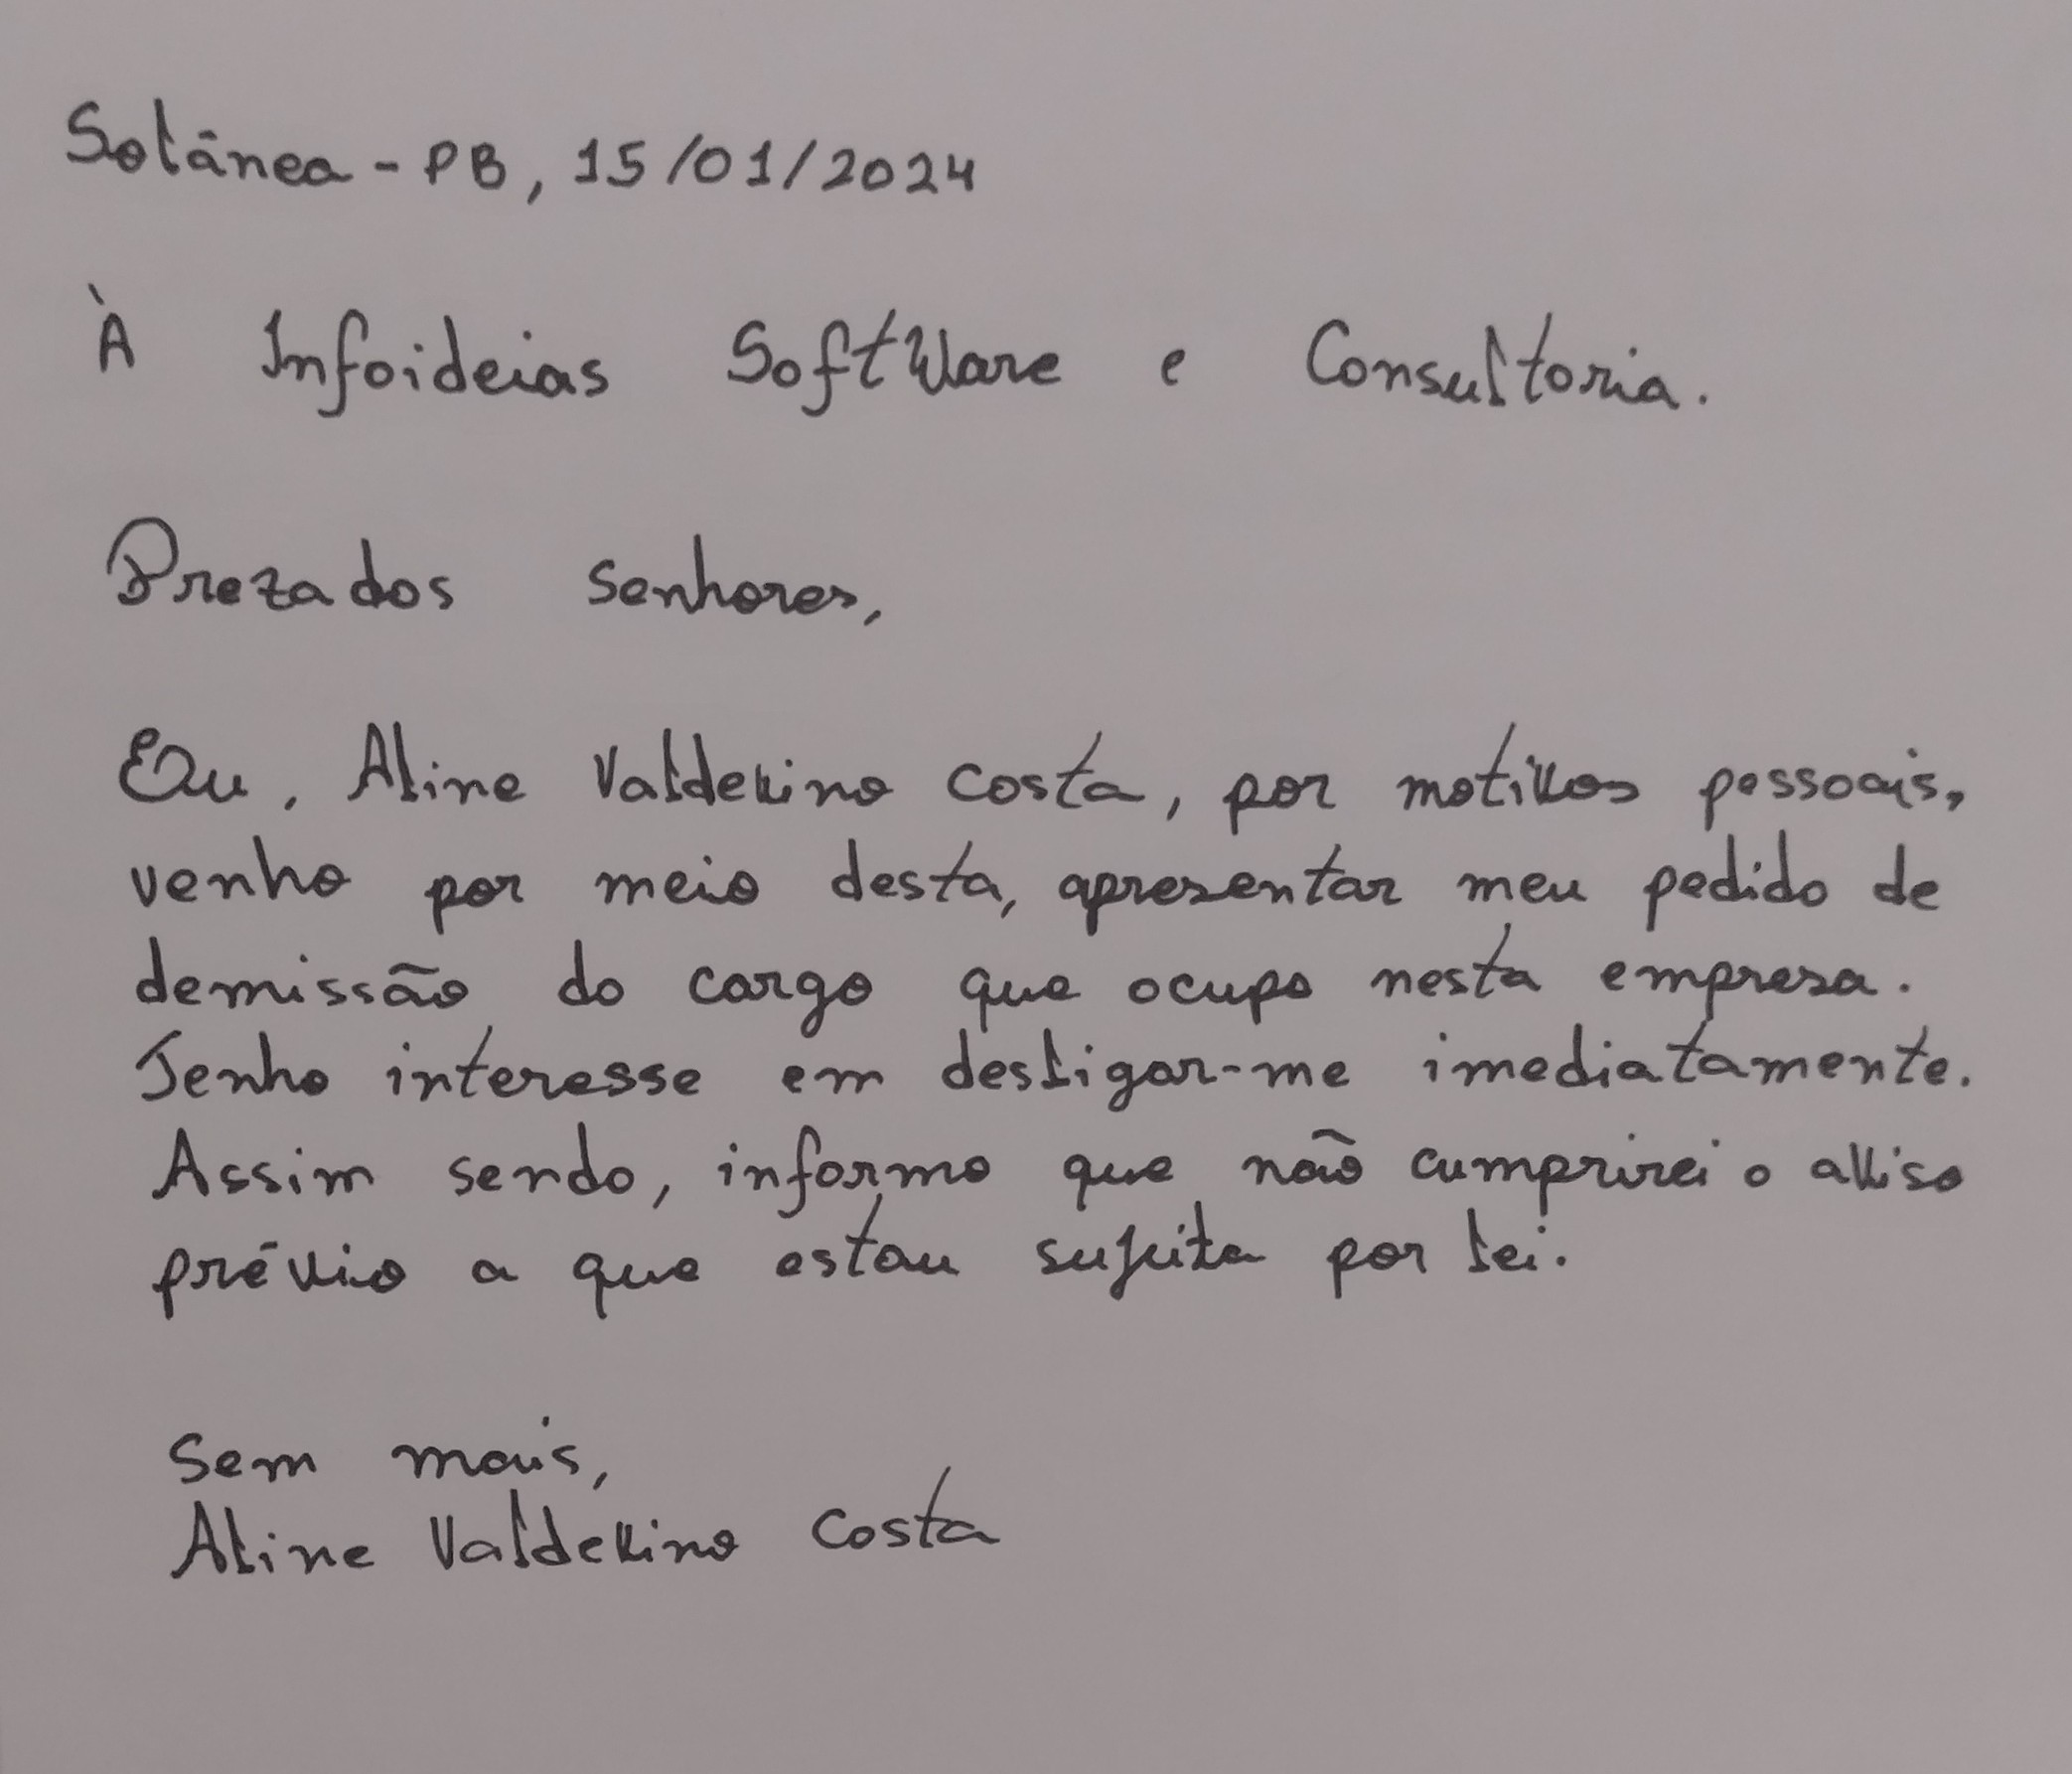 Solânea - PB, 15/01/2024
À Infoideias Software e Consultoria.
Prezados senhores,
Eu, Aline Valdevino Costa, por motivos pessoais,
venho por meio desta, apresentar meu pedido de
demissão do cargo que ocupo nesta empresa.
Tenho interesse em desligar-me imediatamente.
Assim sendo, informo que não cumprirei o aviso
prévio a que estou sujeita por lei.
Sem mais,
Aline Valdevino Costa